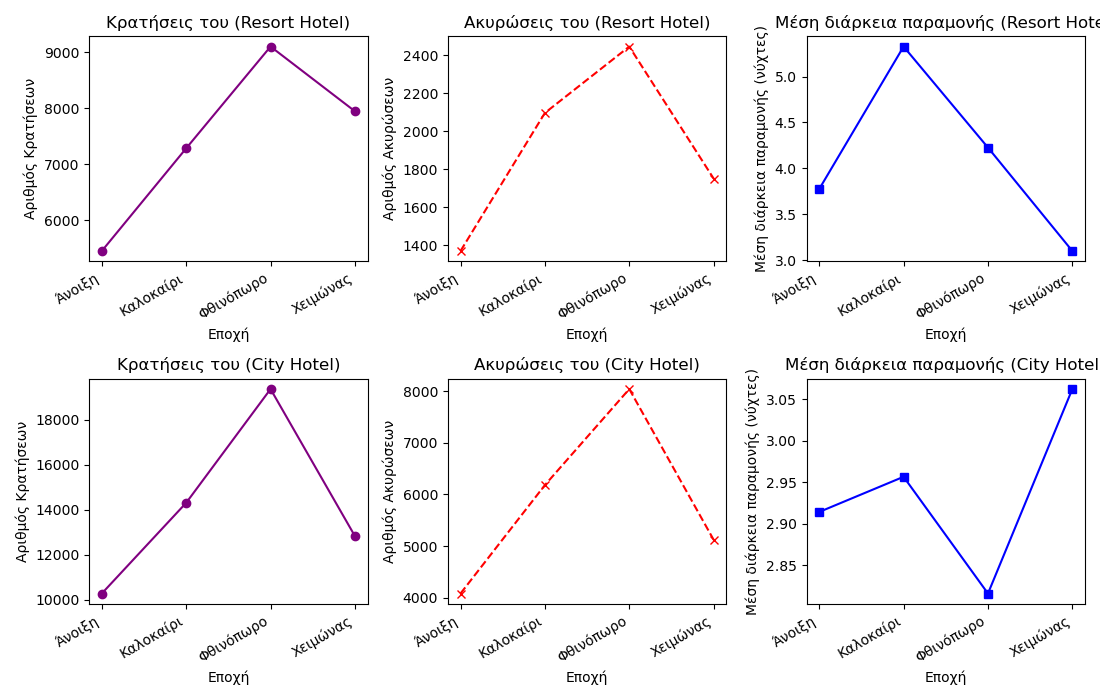 Κρατήσεις του (Resort Hotel)
Αριθμός Κρατήσεων
9000
8000
7000
6000
Άνοιξη
Καλοκαίρι
Φθινόπωρο
Χειμώνας
Εποχή
Ακυρώσεις του (Resort Hotel)
Αριθμός Ακυρώσεων
2400
2200
2000
1800
1600
1400
Άνοιξη
Καλοκαίρι
Φθινόπωρο
Χειμώνας
Εποχή
Μέση διάρκεια παραμονής (Resort Hote
Μέση διάρκεια παραμονής (νύχτες)
5.0
4.5
4.0
3.5
3.0
Άνοιξη
Καλοκαίρι
Φθινόπωρο
Χειμώνας
Εποχή
Κρατήσεις του (City Hotel)
Αριθμός Κρατήσεων
18000
16000
14000
12000
10000
Άνοιξη
Καλοκαίρι
Φθινόπωρο
Χειμώνας
Εποχή
Ακυρώσεις του (City Hotel)
Αριθμός Ακυρώσεων
8000
7000
6000
5000
4000
Άνοιξη
Καλοκαίρι
Φθινόπωρο
Χειμώνας
Εποχή
Μέση διάρκεια παραμονής (City Hotel
Μέση διάρκεια παραμονής (νύχτες)
3.05
3.00
2.95
2.90
2.85
Άνοιξη
Καλοκαίρι
Φθινόπωρο
Χειμώνας
Εποχή